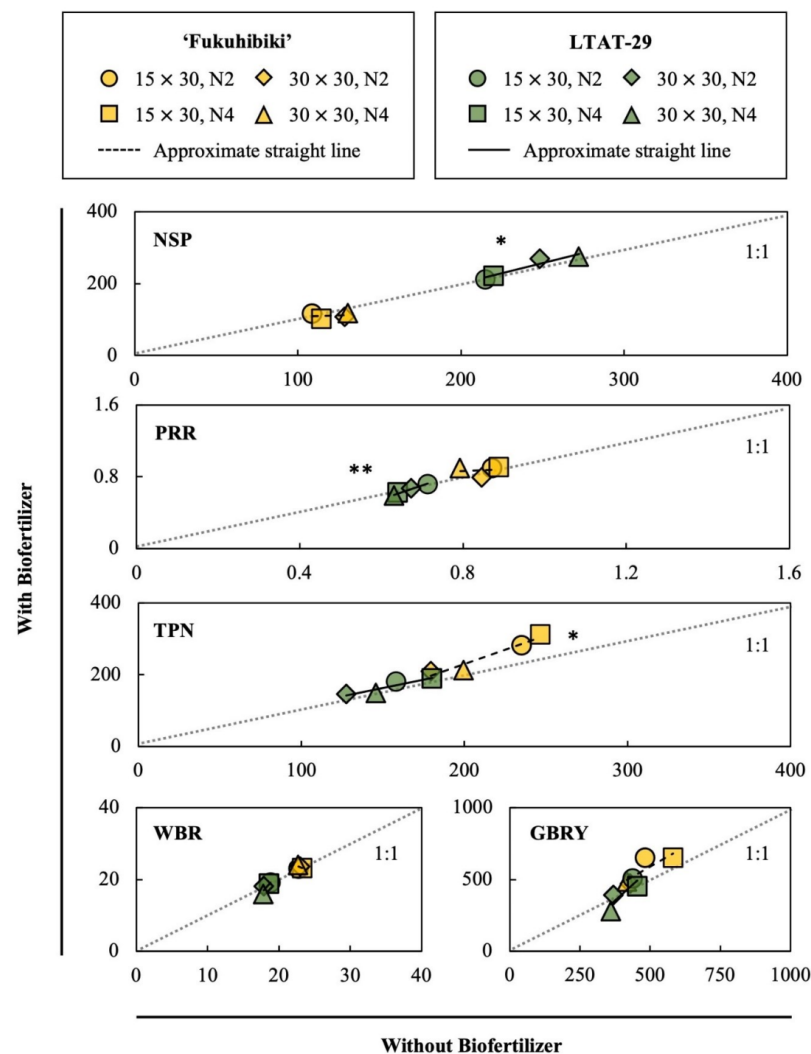 'Fukuhibiki'
15 × 30, N2
30 × 30, N2
15 × 30, N4
30 × 30, N4
Approximate straight line
LTAT-29
15 × 30, N2
30 × 30, N2
15 × 30, N4
30 × 30, N4
Approximate straight line
With Biofertilizer
400
200
0
NSP
*
1:1
0 100 200 300 400
1.6
0.8
0
PRR
**
1:1
0 0.4 0.8 1.2 1.6
400
200
0
TPN
*
1:1
0 100 200 300 400
40
20
0
WBR
1:1
0 20 30 40
1000
500
0
GBRY
1:1
0 250 500 750 1000
Without Biofertilizer